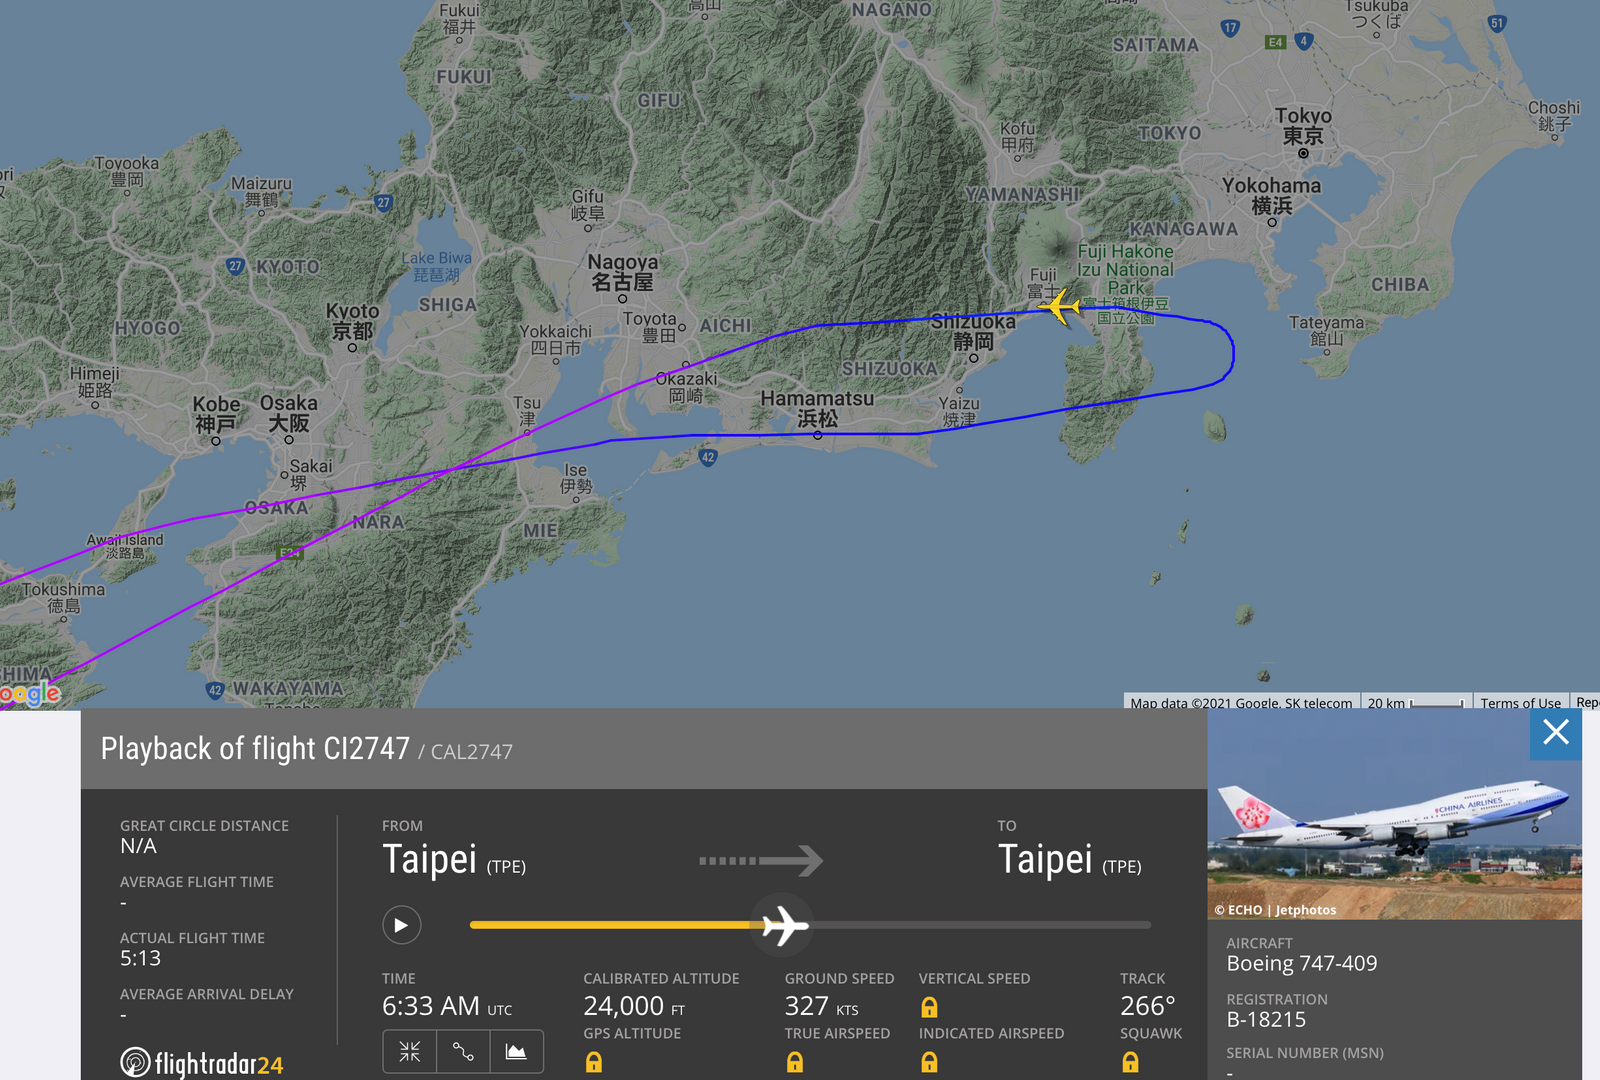 Fukui
福井
高山
NAGANO
Tsukuba
つくば
51
17
E4
4
SAITAMA
FUKUI
GIFU
Choshi
銚子
Tokyo
東京
TOKYO
Kofu
甲府
Toyooka
豊岡
Maizuru
舞鶴
27
Gifu
岐阜
YAMANASHI
Yokohama
横浜
KANAGAWA
Lake Biwa
琵琶湖
27
KYOTO
Nagoya
名古屋
Fuji
富士
Fuji Hakone
Izu National
Park
富士箱根伊豆
国立公園
CHIBA
SHIGA
Kyoto
京都
HYOGO
Yokkaichi
四日市
Toyota
豊田
AICHI
Shizuoka
静岡
Tateyama
館山
Himeji
姫路
Okazaki
岡崎
SHIZUOKA
Kobe
神戸
Osaka
大阪
Tsu
津
Hamamatsu
浜松
Yaizu
焼津
42
Sakai
堺
Ise
伊勢
OSAKA
NARA
MIE
Awaji Island
淡路島
E24
Tokushima
徳島
SHIMA
oogle
42
WAKAYAMA
Map data ©2021 Google, SK telecom
20 km
Terms of Use
Playback of flight CI2747 / CAL2747
GREAT CIRCLE DISTANCE
N/A
AVERAGE FLIGHT TIME
-
ACTUAL FLIGHT TIME
5:13
AVERAGE ARRIVAL DELAY
-
flightradar24
FROM
Taipei (TPE)
TO
Taipei (TPE)
TIME
6:33 AM UTC
CALIBRATED ALTITUDE
24,000 FT
GPS ALTITUDE
GROUND SPEED
327 KTS
TRUE AIRSPEED
VERTICAL SPEED
INDICATED AIRSPEED
TRACK
266°
SQUAWK
CHINA AIRLINES
© ECHO | Jetphotos
AIRCRAFT
Boeing 747-409
REGISTRATION
B-18215
SERIAL NUMBER (MSN)
-